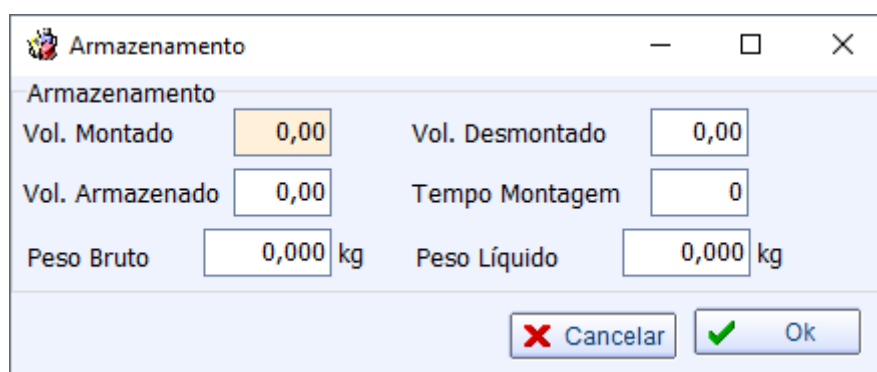 Armazenamento
Armazenamento
Vol. Montado 0,00 Vol. Desmontado 0,00
Vol. Armazenado 0,00 Tempo Montagem 0
Peso Bruto 0,000 kg Peso Líquido 0,000 kg
Cancelar Ok